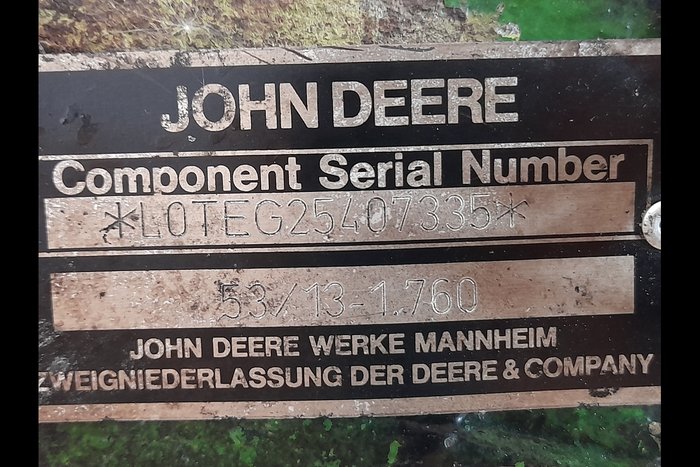 JOHN DEERE
Component Serial Number
*L0TEG25407335*
53/13-1.760
JOHN DEERE WERKE MANNHEIM
ZWEIGNIEDERLASSUNG DER DEERE & COMPANY